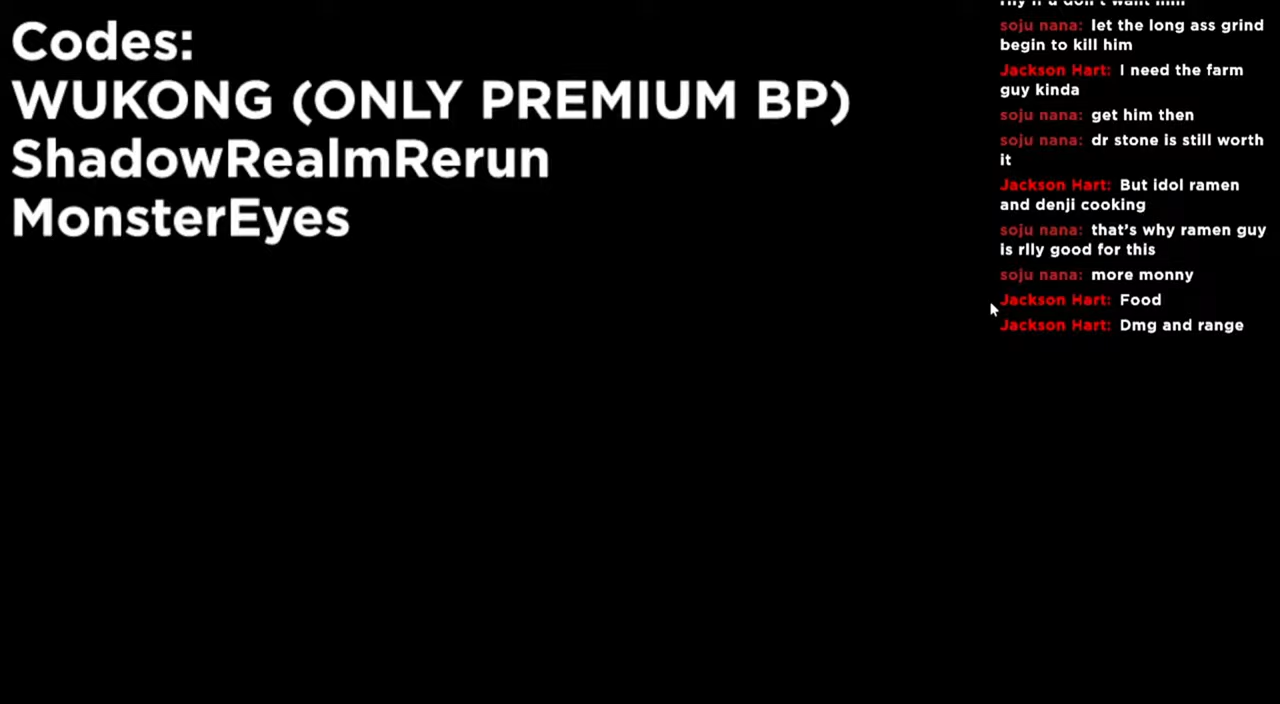 Codes:
WUKONG (ONLY PREMIUM BP)
ShadowRealmRerun
MonsterEyes
soju nana: let the long ass grind
begin to kill him
Jackson Hart: I need the farm
guy kinda
soju nana: get him then
soju nana: dr stone is still worth
it
Jackson Hart: But idol ramen
and denji cooking
soju nana: that's why ramen guy
is rlly good for this
soju nana: more monny
Jackson Hart: Food
Jackson Hart: Dmg and range